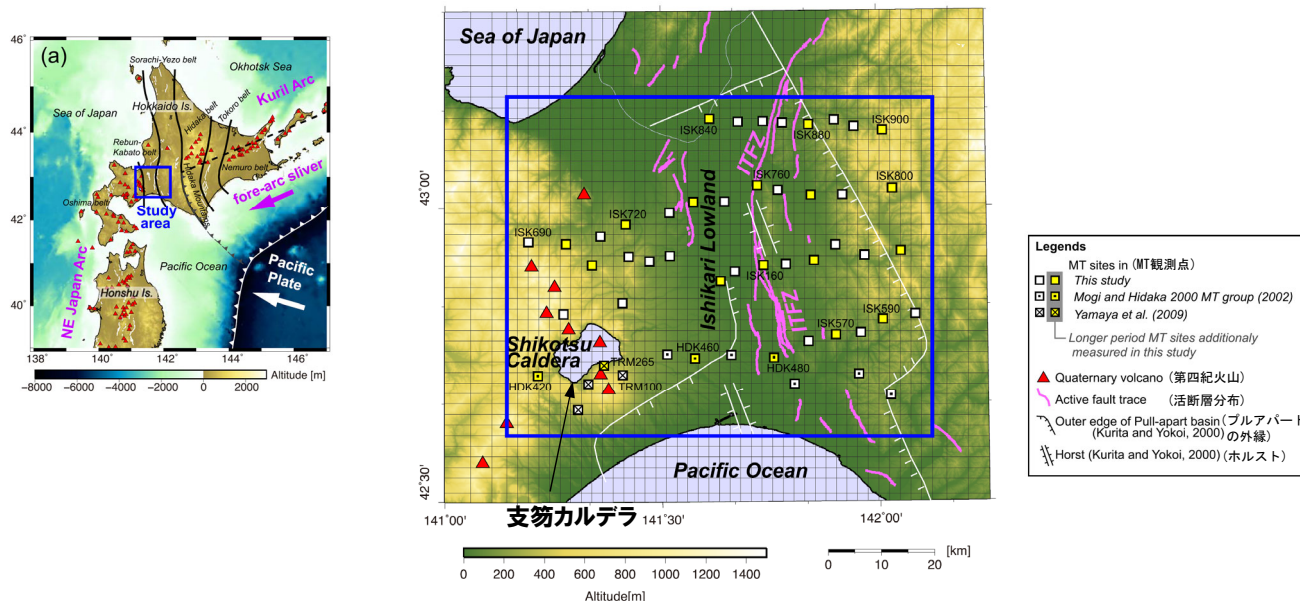 (a)
46°
44°
42°
40°
138°
140°
142°
144°
146°
Sorachi-Yezo belt
Okhotsk Sea
Kuril Arc
Hokkaido Is.
Sea of Japan
Hidaka belt
Tokoro belt
Rebun-
Kabato belt
Nemuro belt
Hidaka Mountains
fore-arc sliver
Oshima belt
Study
area
Pacific Ocean
Pacific
Plate
NE Japan Arc
Honshu Is.
−8000
−6000
−4000
−2000
0
2000
Altitude [m]
Sea of Japan
ISK840
ISK880
ISK900
ITFZ
ISK760
ISK800
43°00'
ISK720
ISK690
Ishikari Lowland
ISK160
ITFZ
ISK590
ISK570
Shikotsu
Caldera
HDK460
TRM265
HDK480
HDK420
TRM100
Pacific Ocean
42°30'
141°00'
141°30'
142°00'
支笏カルデラ
0
200
400
600
800
1000
1200
1400
Altitude[m]
[km]
0
10
20
Legends
MT sites in (MT観測点)
This study
Mogi and Hidaka 2000 MT group (2002)
Yamaya et al. (2009)
Longer period MT sites additionaly
measured in this study
Quaternary volcano (第四紀火山)
Active fault trace (活断層分布)
Outer edge of Pull-apart basin (プルアパート
(Kurita and Yokoi, 2000) の外縁)
Horst (Kurita and Yokoi, 2000) (ホルスト)